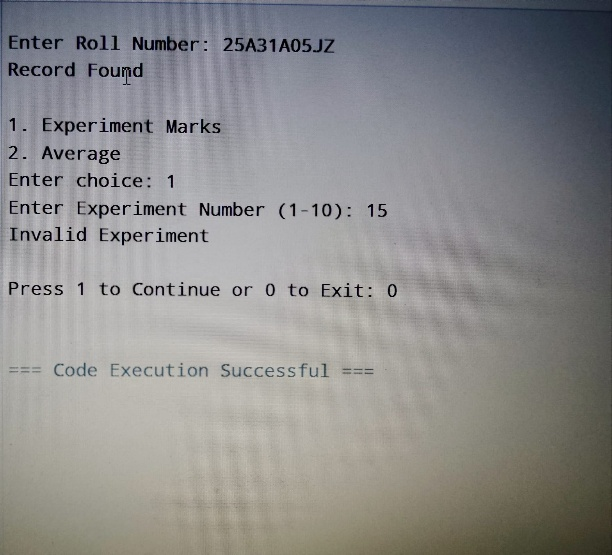 Enter Roll Number: 25A31A05JZ
Record Found
1. Experiment Marks
2. Average
Enter choice: 1
Enter Experiment Number (1-10): 15
Invalid Experiment
Press 1 to Continue or 0 to Exit: 0
=== Code Execution Successful ===